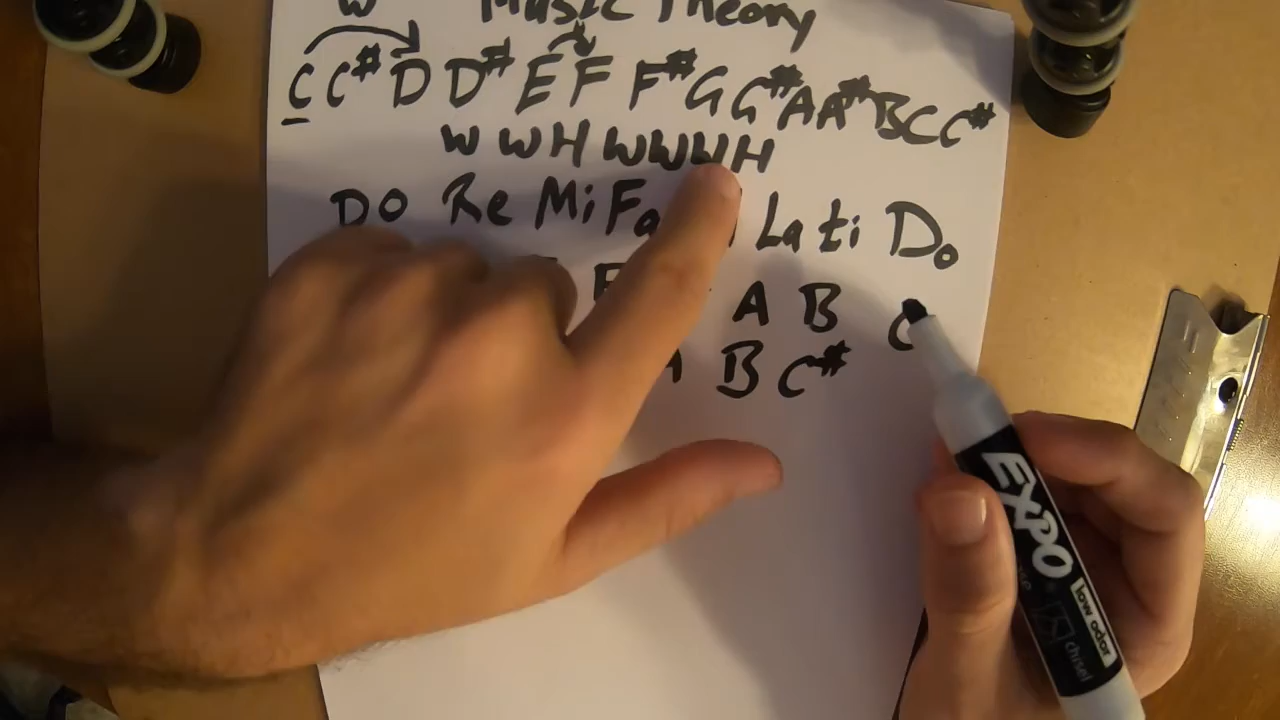 W Music Theory
C C# D D# E F F# G G# A A# B C C#
W W H W W W H
Do Re Mi Fa La ti Do
A B C
A B C#
EXPO
low odor
chisel